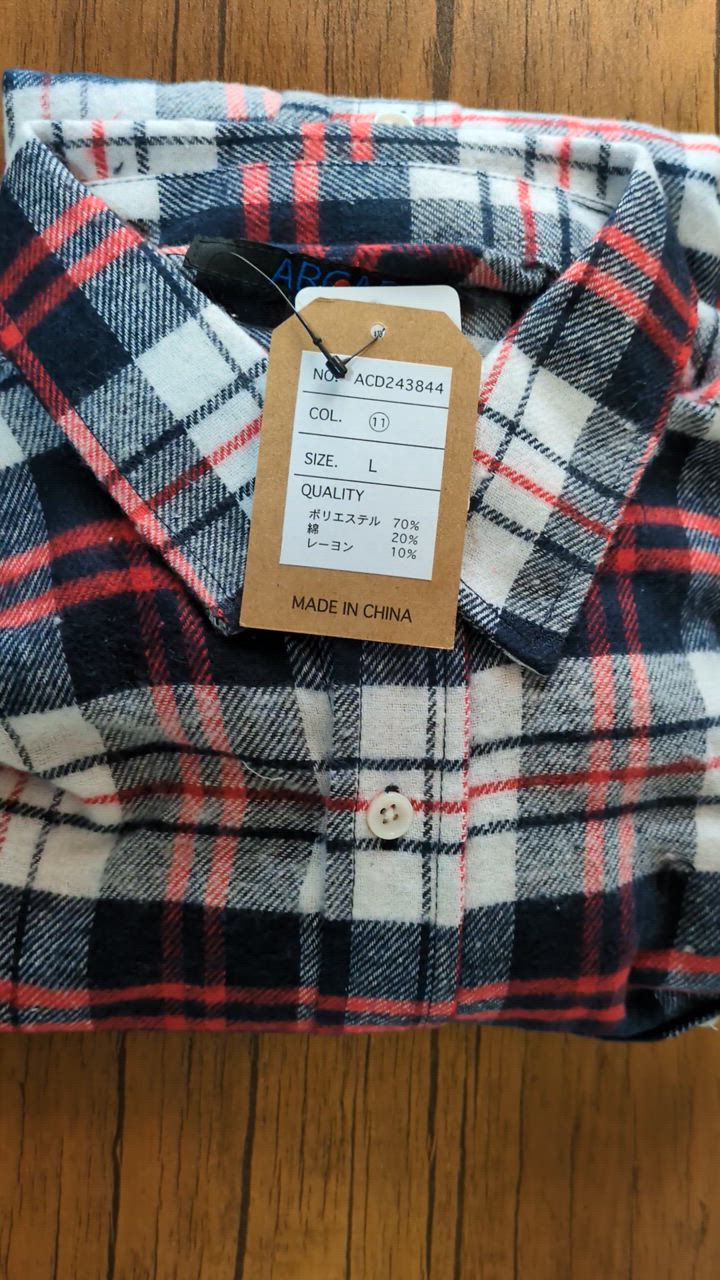 NO. ACD243844
COL. ⑪
SIZE. L
QUALITY
ポリエステル 70%
綿 20%
レーヨン 10%
MADE IN CHINA